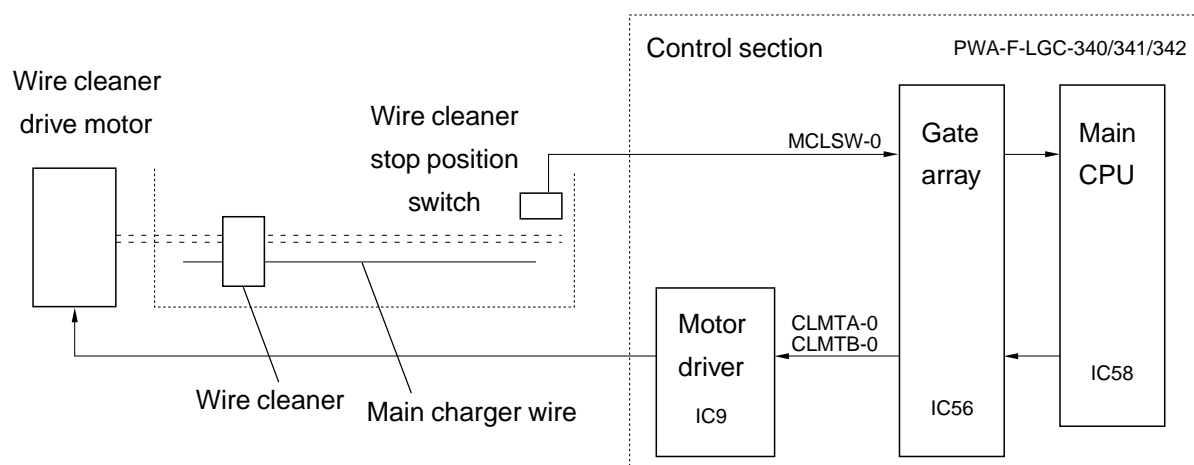 Control section
PWA-F-LGC-340/341/342
Wire cleaner
drive motor
Wire cleaner
stop position
switch
MCLSW-0
Gate
array
Main
CPU
Motor
driver
CLMTA-0
CLMTB-0
IC9
IC56
IC58
Wire cleaner
Main charger wire